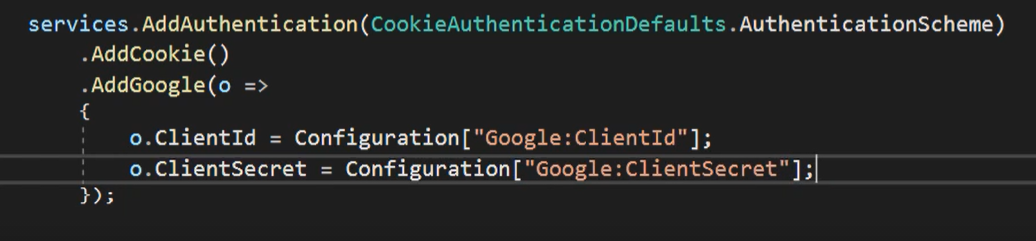 services.AddAuthentication(CookieAuthenticationDefaults.AuthenticationScheme)
.AddCookie()
.AddGoogle(o =>
{
o.ClientId = Configuration["Google:ClientId"];
o.ClientSecret = Configuration["Google:ClientSecret"];
});